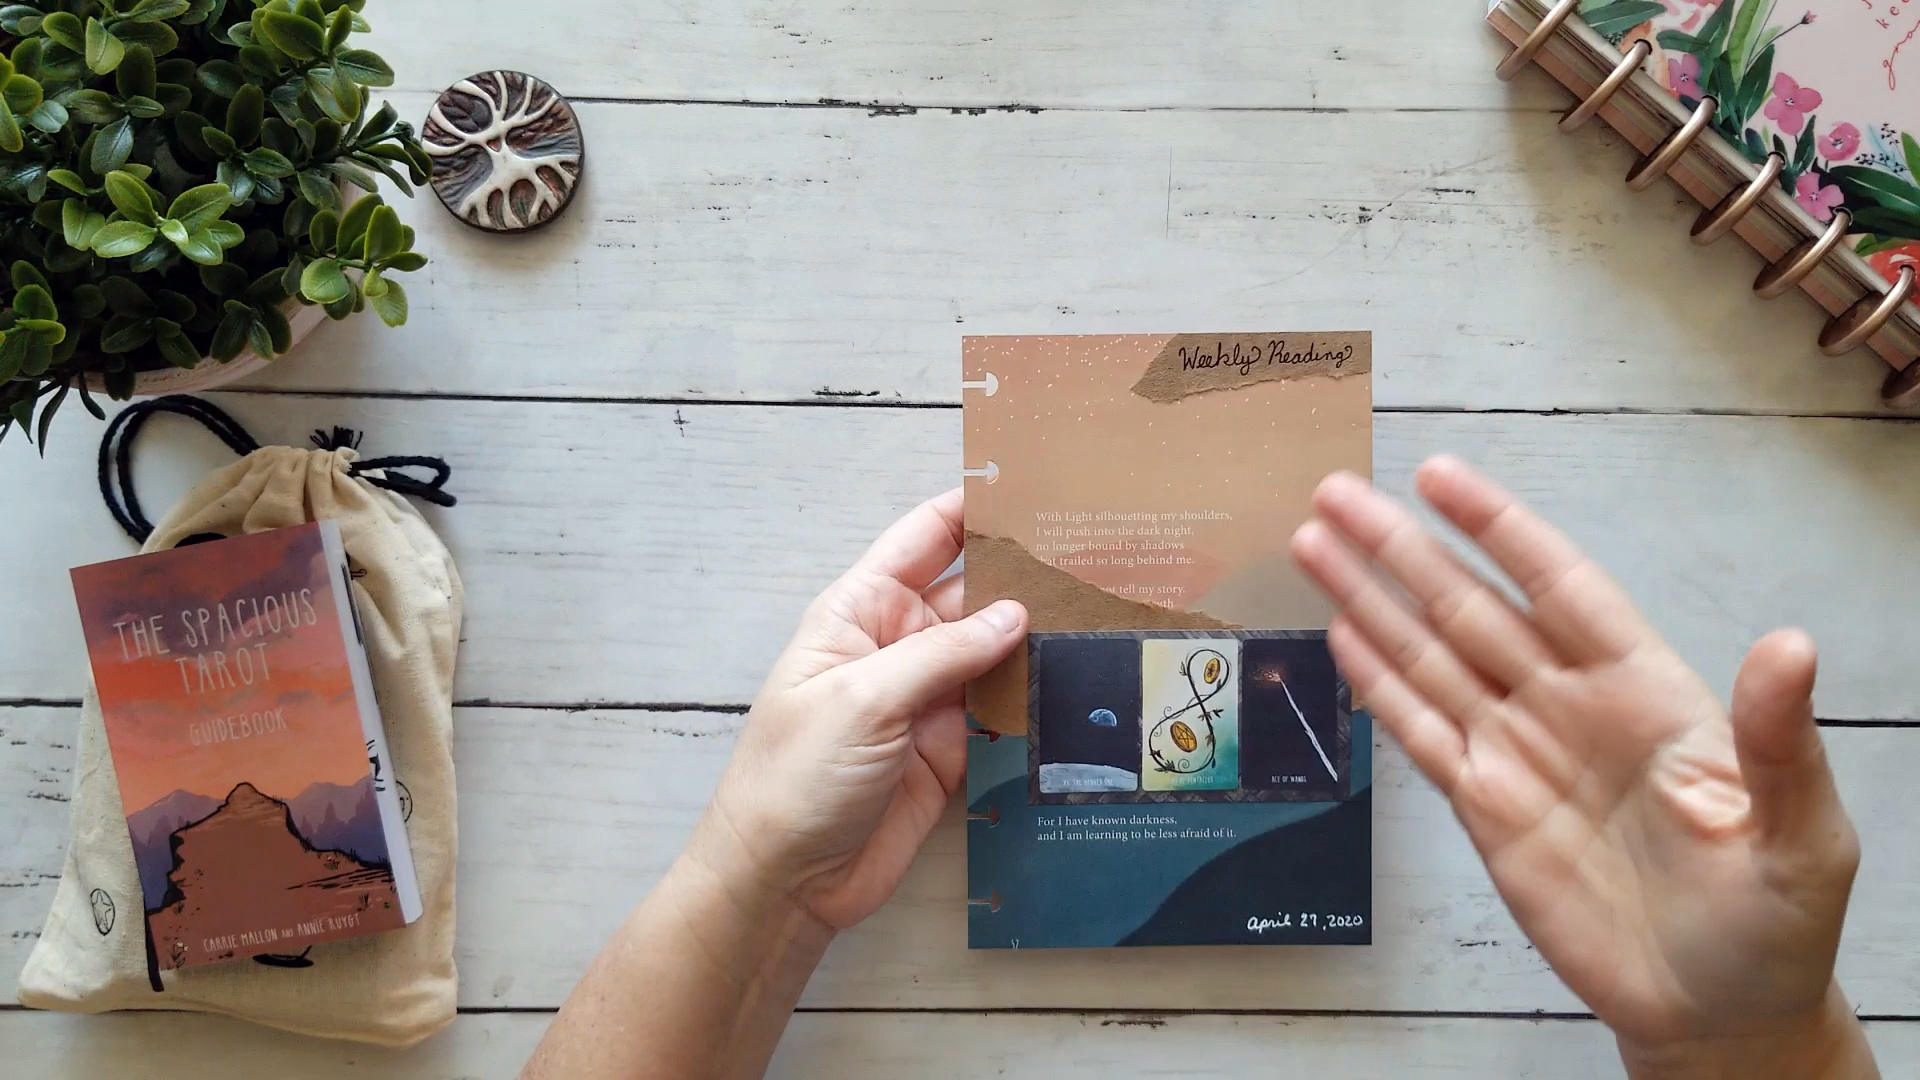 THE SPACIOUS
TAROT
GUIDEBOOK
CARRIE MALLON AND ANNIE RUYGT
Weekly Reading
With Light silhouetting my shoulders,
I will push into the dark night,
no longer bound by shadows
that trailed so long behind me.
tell my story.
ACE OF WANDS
For I have known darkness,
and I am learning to be less afraid of it.
April 27, 2020